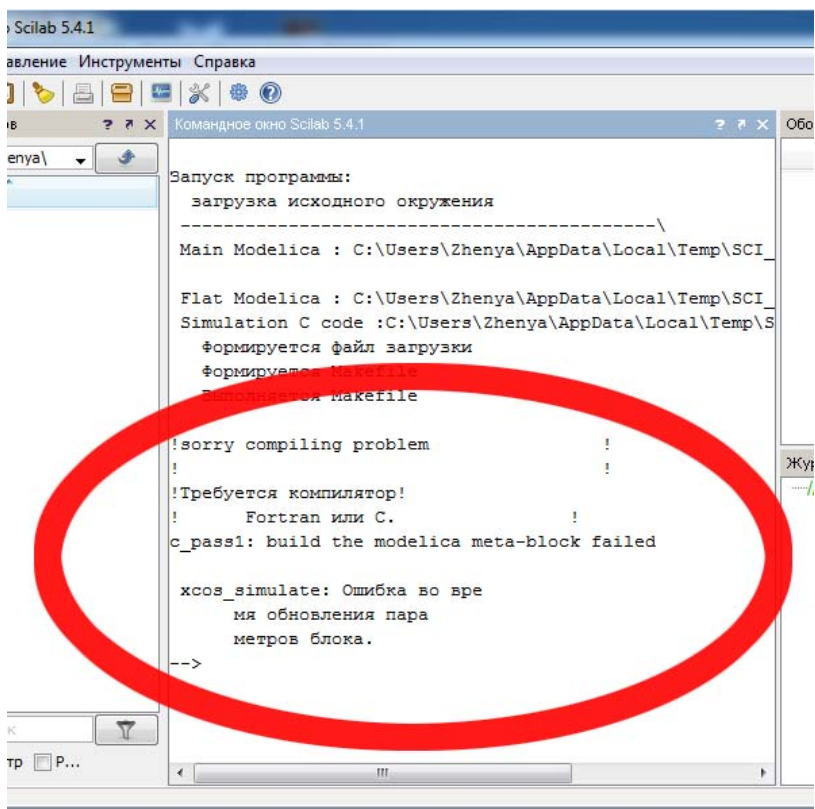 Scilab 5.4.1
авление Инструменты Справка
ов
Командное окно Scilab 5.4.1
Обо
enya\
Запуск программы:
загрузка исходного окружения
--------------------------------------------\
Main Modelica : C:\Users\Zhenya\AppData\Local\Temp\SCI_
Flat Modelica : C:\Users\Zhenya\AppData\Local\Temp\SCI_
Simulation C code :C:\Users\Zhenya\AppData\Local\Temp\S
Формируется файл загрузки
Формируется Makefile
Выполняется Makefile
!sorry compiling problem !
! !
!Требуется компилятор!
! Fortran или C. !
c_pass1: build the modelica meta-block failed
xcos_simulate: Ошибка во вре
мя обновления пара
метров блока.
-->
Жур
//
к
тр Р...